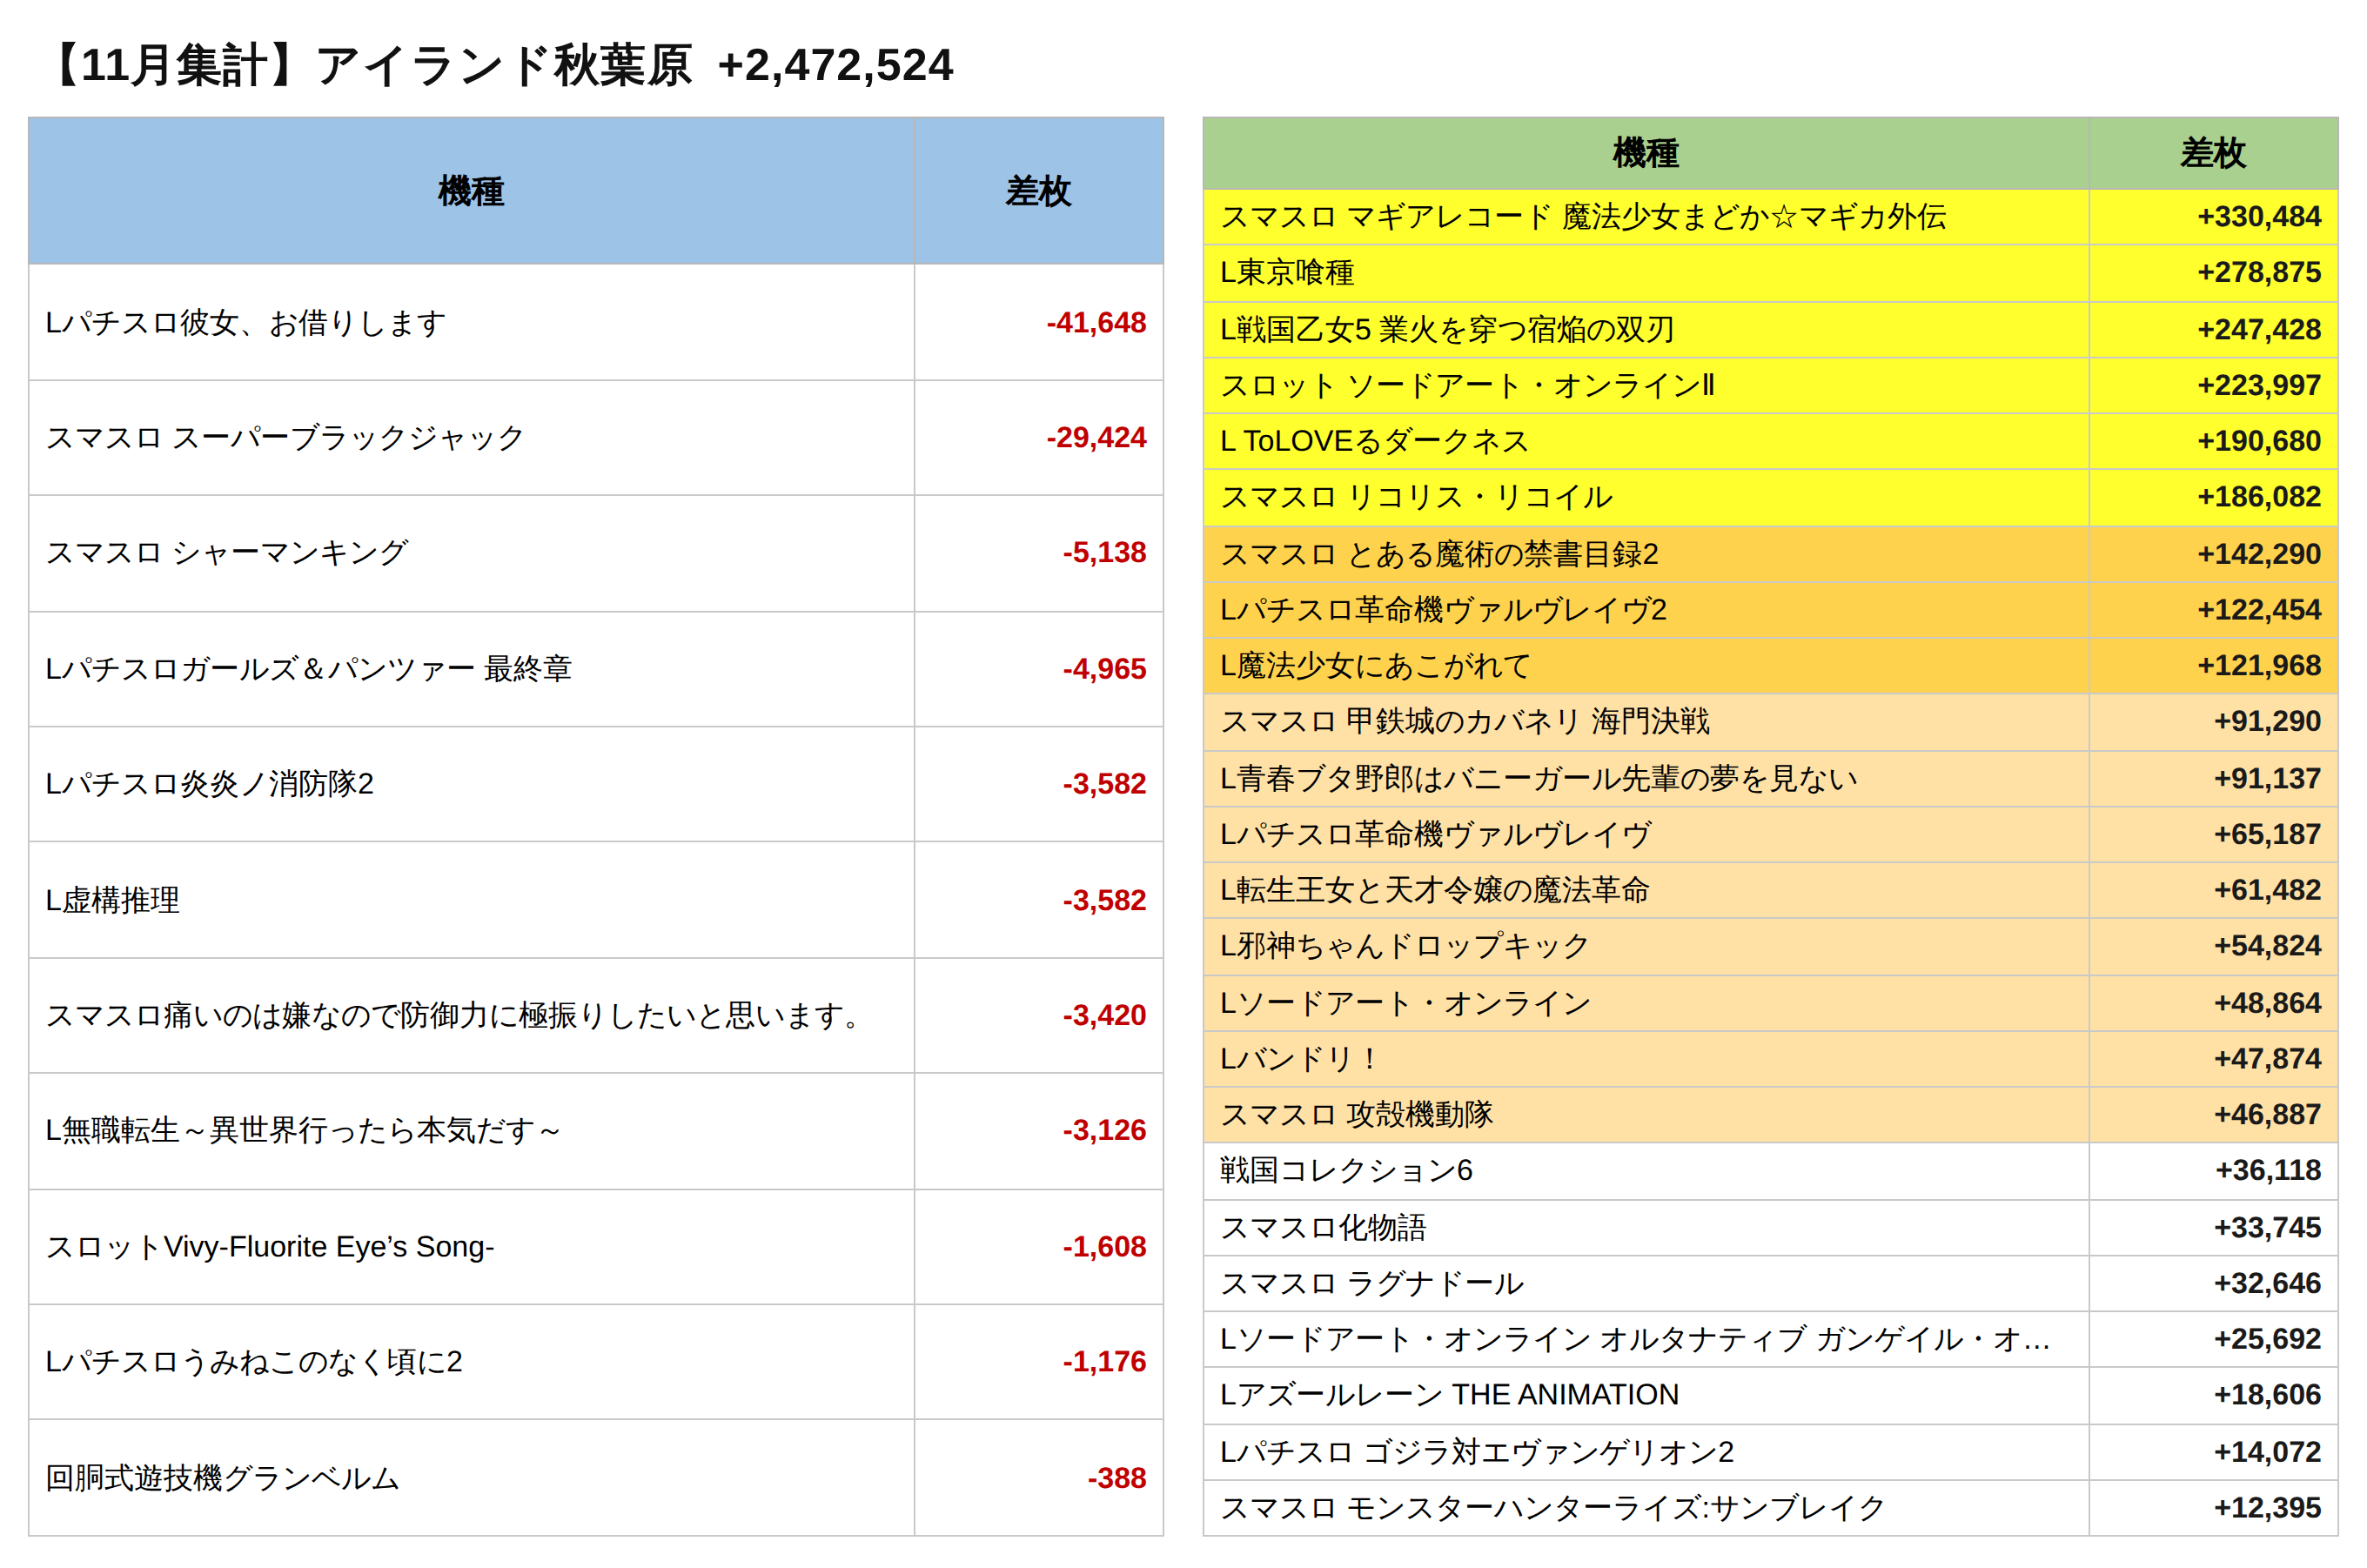 【11月集計】アイランド秋葉原 +2,472,524
機種 差枚
Lパチスロ彼女、お借りします -41,648
スマスロ スーパーブラックジャック -29,424
スマスロ シャーマンキング -5,138
Lパチスロガールズ＆パンツァー 最終章 -4,965
Lパチスロ炎炎ノ消防隊2 -3,582
L虚構推理 -3,582
スマスロ痛いのは嫌なので防御力に極振りしたいと思います。 -3,420
L無職転生～異世界行ったら本気だす～ -3,126
スロットVivy-Fluorite Eye’s Song- -1,608
Lパチスロうみねこのなく頃に2 -1,176
回胴式遊技機グランベルム -388
機種 差枚
スマスロ マギアレコード 魔法少女まどか☆マギカ外伝 +330,484
L東京喰種 +278,875
L戦国乙女5 業火を穿つ宿焔の双刃 +247,428
スロット ソードアート・オンラインⅡ +223,997
L ToLOVEるダークネス +190,680
スマスロ リコリス・リコイル +186,082
スマスロ とある魔術の禁書目録2 +142,290
Lパチスロ革命機ヴァルヴレイヴ2 +122,454
L魔法少女にあこがれて +121,968
スマスロ 甲鉄城のカバネリ 海門決戦 +91,290
L青春ブタ野郎はバニーガール先輩の夢を見ない +91,137
Lパチスロ革命機ヴァルヴレイヴ +65,187
L転生王女と天才令嬢の魔法革命 +61,482
L邪神ちゃんドロップキック +54,824
Lソードアート・オンライン +48,864
Lバンドリ！ +47,874
スマスロ 攻殻機動隊 +46,887
戦国コレクション6 +36,118
スマスロ化物語 +33,745
スマスロ ラグナドール +32,646
Lソードアート・オンライン オルタナティブ ガンゲイル・オ… +25,692
Lアズールレーン THE ANIMATION +18,606
Lパチスロ ゴジラ対エヴァンゲリオン2 +14,072
スマスロ モンスターハンターライズ:サンブレイク +12,395